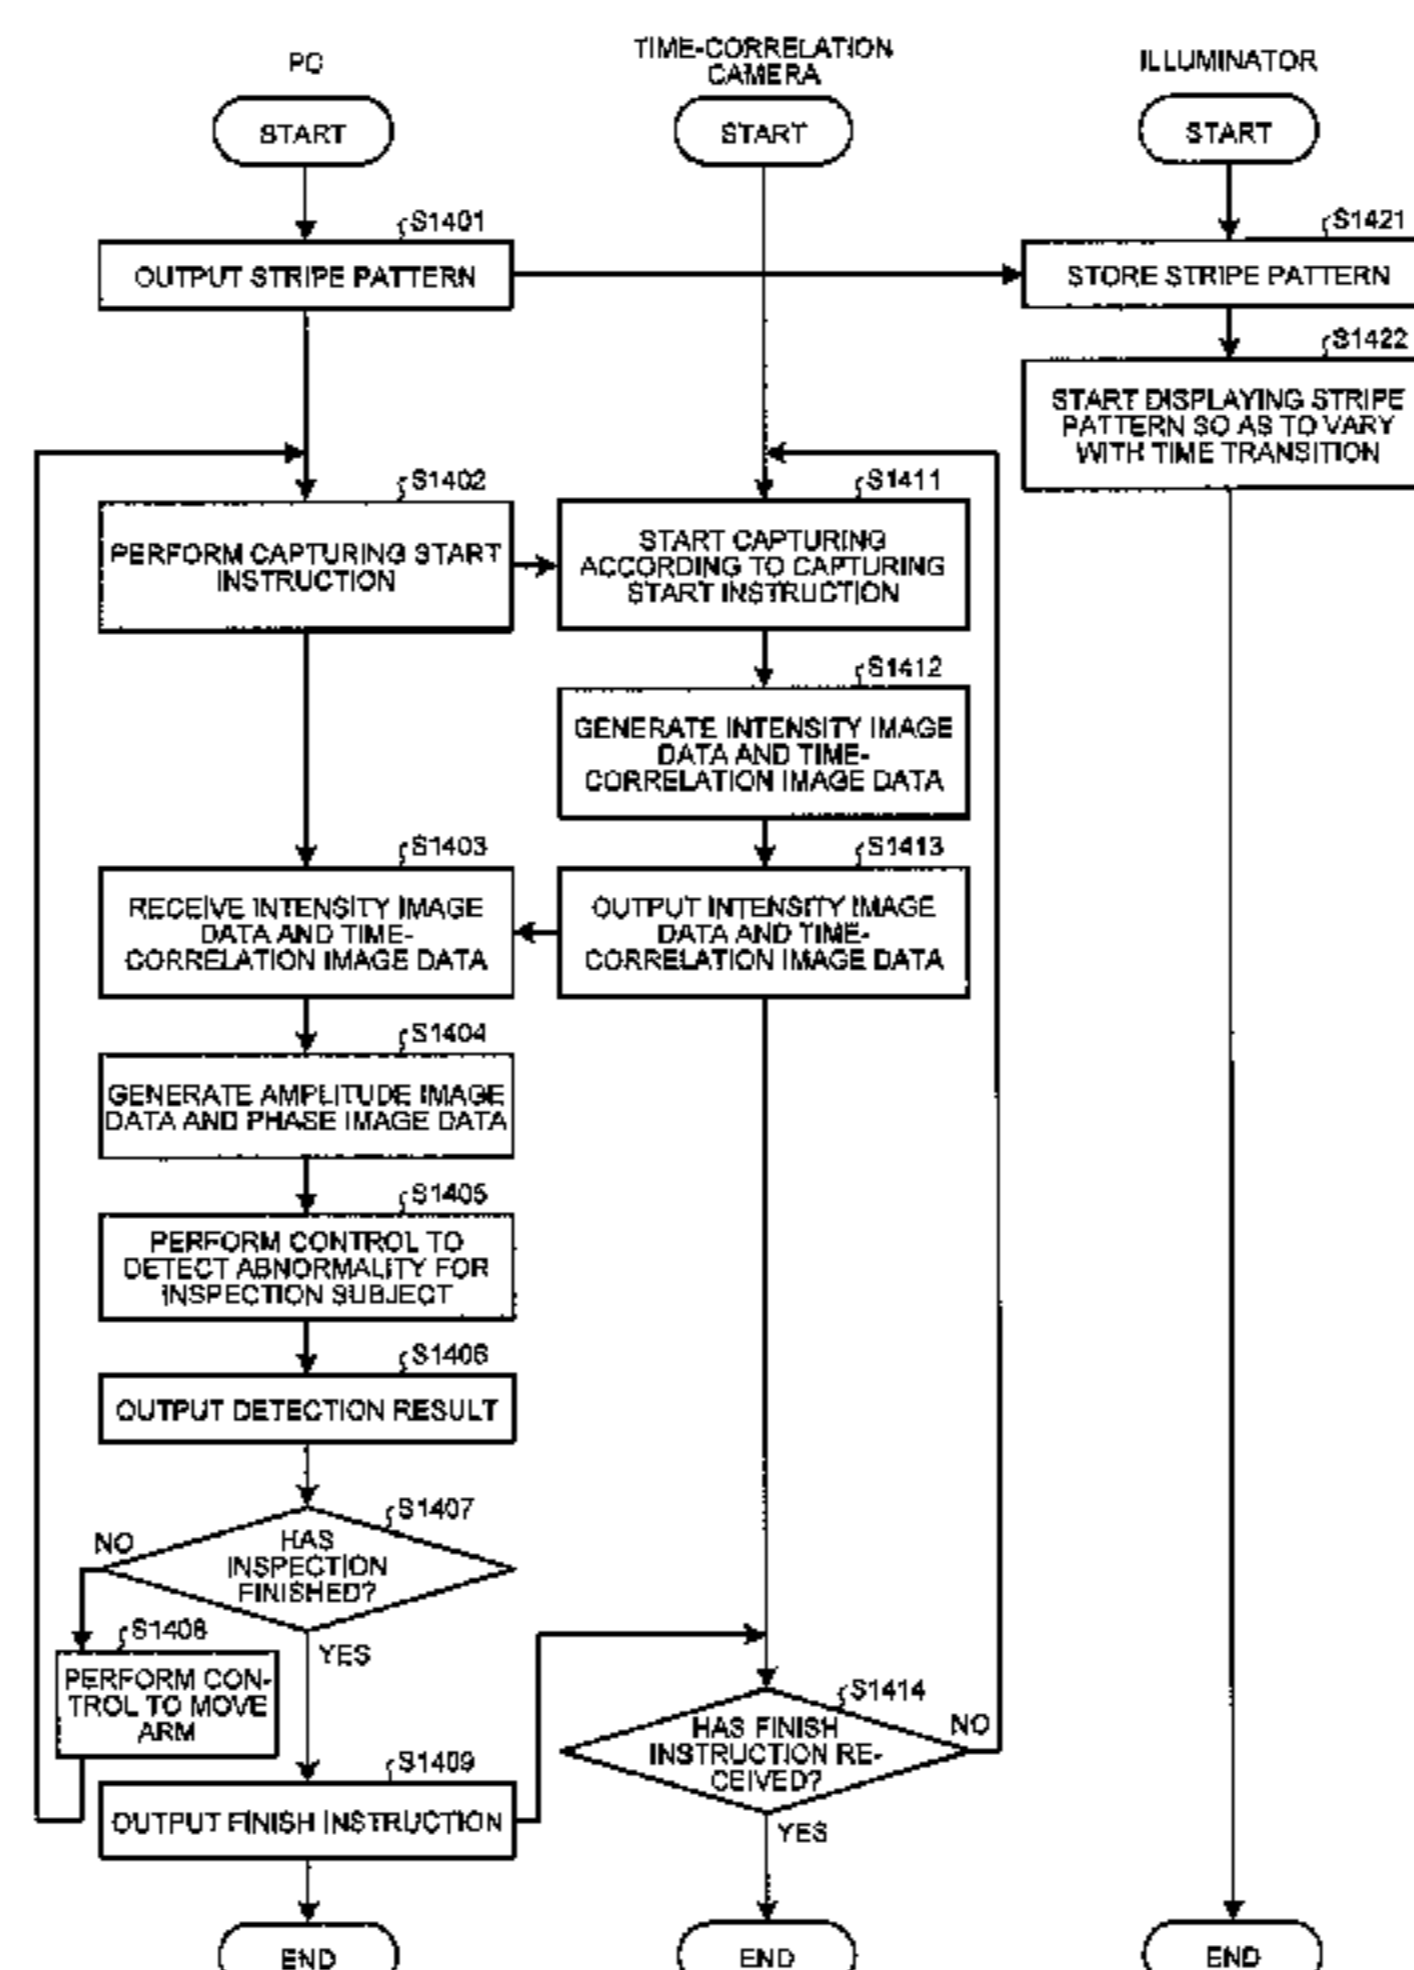 PC
START
S1401
OUTPUT STRIPE PATTERN
S1402
PERFORM CAPTURING START
INSTRUCTION
S1403
RECEIVE INTENSITY IMAGE
DATA AND TIME-
CORRELATION IMAGE DATA
S1404
GENERATE AMPLITUDE IMAGE
DATA AND PHASE IMAGE DATA
S1405
PERFORM CONTROL TO
DETECT ABNORMALITY FOR
INSPECTION SUBJECT
S1406
OUTPUT DETECTION RESULT
S1407
HAS
INSPECTION
FINISHED?
NO
YES
S1408
PERFORM CON-
TROL TO MOVE
ARM
S1409
OUTPUT FINISH INSTRUCTION
END
TIME-CORRELATION
CAMERA
START
S1411
START CAPTURING
ACCORDING TO CAPTURING
START INSTRUCTION
S1412
GENERATE INTENSITY IMAGE
DATA AND TIME-
CORRELATION IMAGE DATA
S1413
OUTPUT INTENSITY IMAGE
DATA AND TIME-
CORRELATION IMAGE DATA
S1414
HAS FINISH
INSTRUCTION RE-
CEIVED?
NO
YES
END
ILLUMINATOR
START
S1421
STORE STRIPE PATTERN
S1422
START DISPLAYING STRIPE
PATTERN SO AS TO VARY
WITH TIME TRANSITION
END